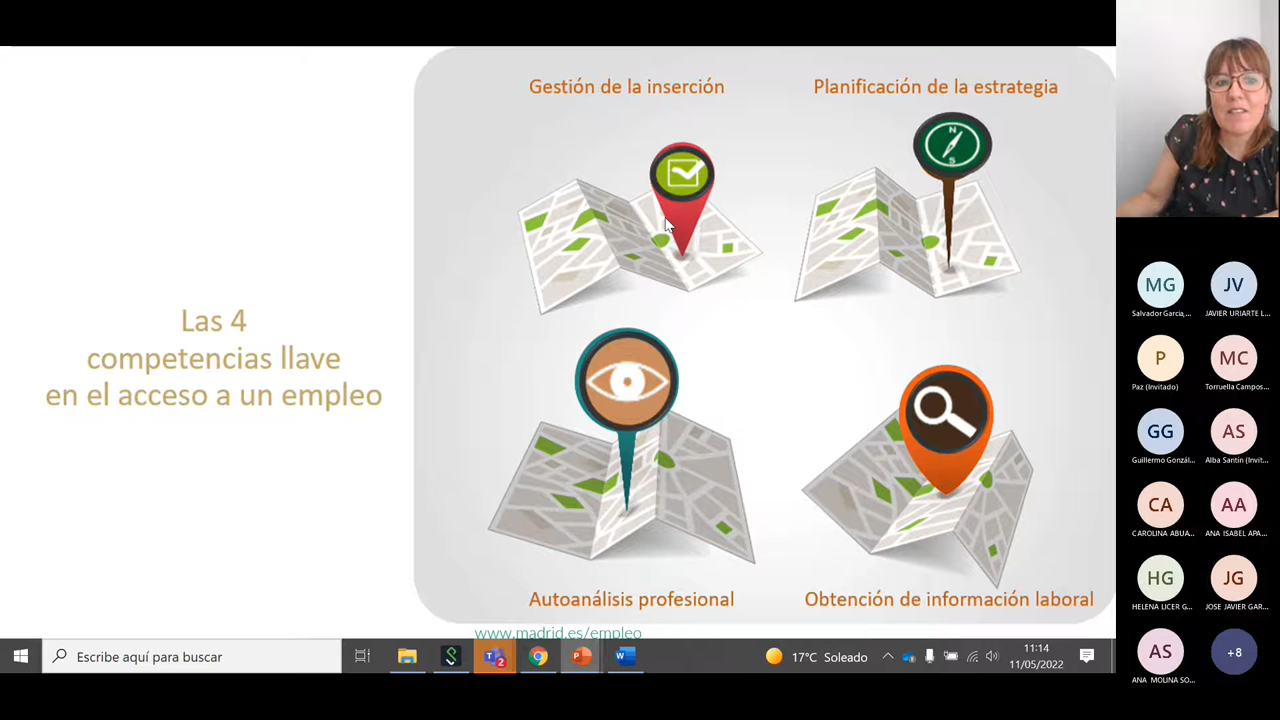 Gestión de la inserción
Planificación de la estrategia
N
S
Las 4
competencias llave
en el acceso a un empleo
Autoanálisis profesional
Obtención de información laboral
www.madrid.es/empleo
Escribe aquí para buscar
2
17°C Soleado
11:14
11/05/2022
MG
JV
Salvador Garcia,...
JAVIER URIARTE L...
P
MC
Paz (Invitado)
Torruella Campos...
GG
AS
Guillermo Gonzál...
Alba Santin (Invit...
CA
AA
CAROLINA ABUA...
ANA ISABEL APA...
HG
JG
HELENA LICER G...
JOSE JAVIER GAR...
AS
+8
ANA MOLINA SO...